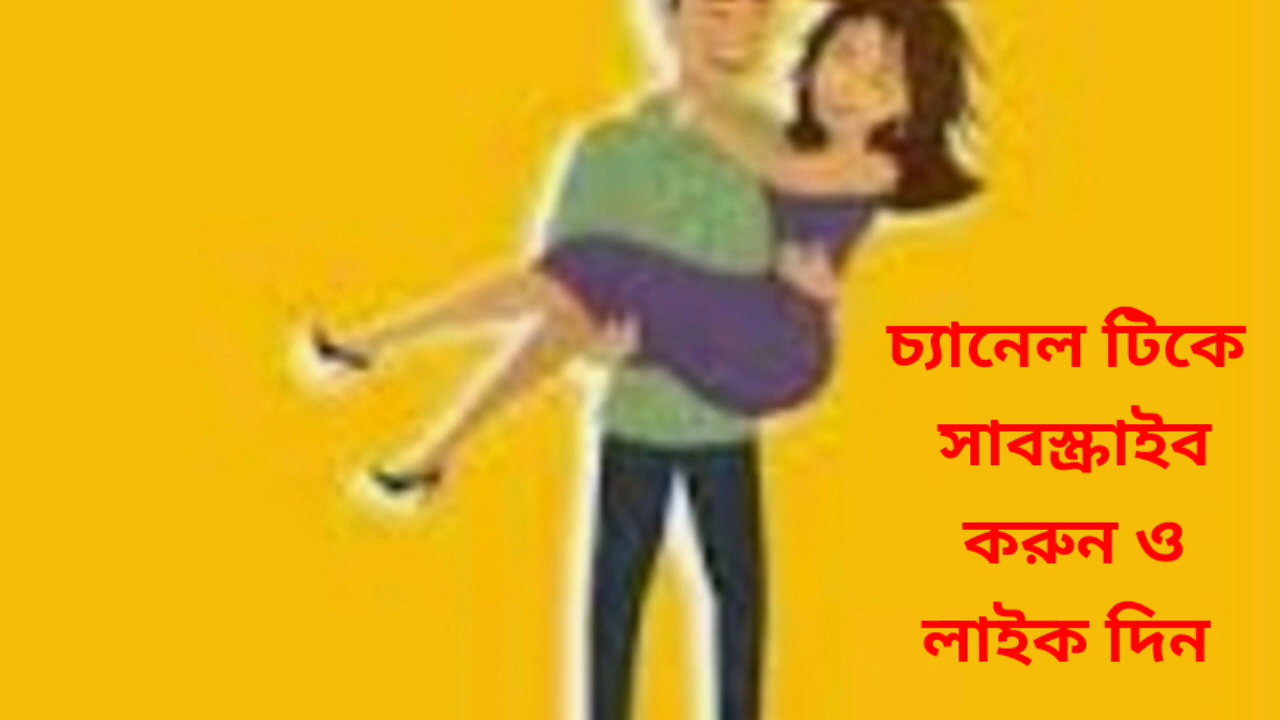 চ্যানেল টিকে
সাবস্ক্রাইব
করুন ও
লাইক দিন